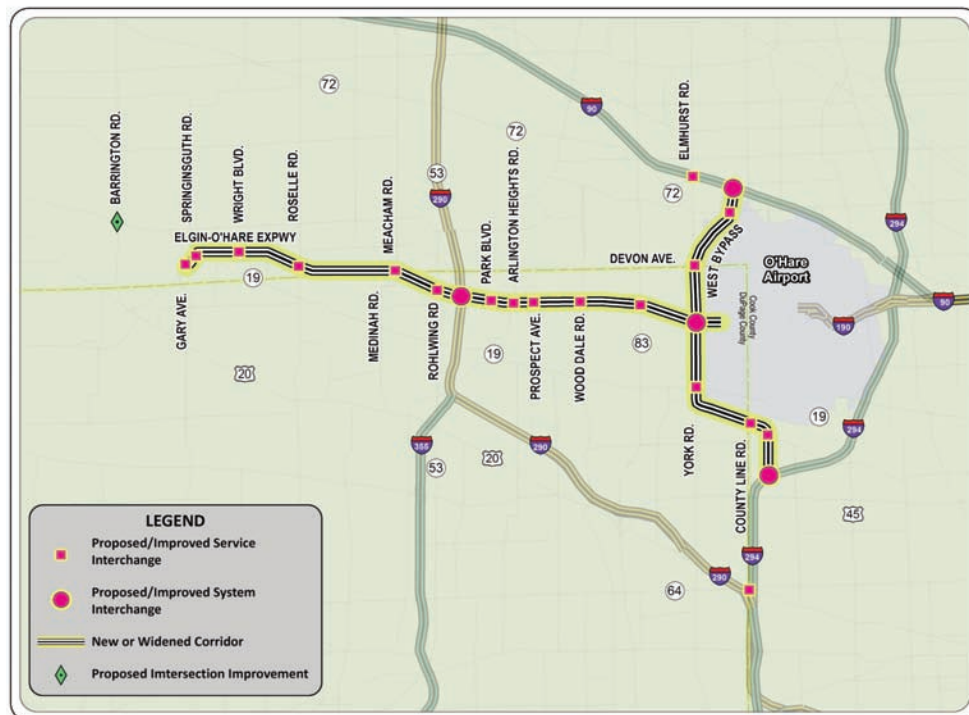 72
90
BARRINGTON RD.
SPRINGINSGUTH RD.
WRIGHT BLVD.
ROSELLE RD.
72
ELMHURST RD.
53
290
72
294
MEACHAM RD.
PARK BLVD.
ARLINGTON HEIGHTS RD.
ELGIN-O'HARE EXPWY
DEVON AVE.
WEST BYPASS
O'Hare
Airport
19
GARY AVE.
MEDINAH RD.
ROHLWING RD
Cook County
DuPage County
90
190
83
19
PROSPECT AVE.
WOOD DALE RD.
20
YORK RD.
COUNTY LINE RD.
19
294
355
53
20
290
45
LEGEND
Proposed/Improved Service
Interchange
Proposed/Improved System
Interchange
New or Widened Corridor
Proposed Imtersection Improvement
294
290
64